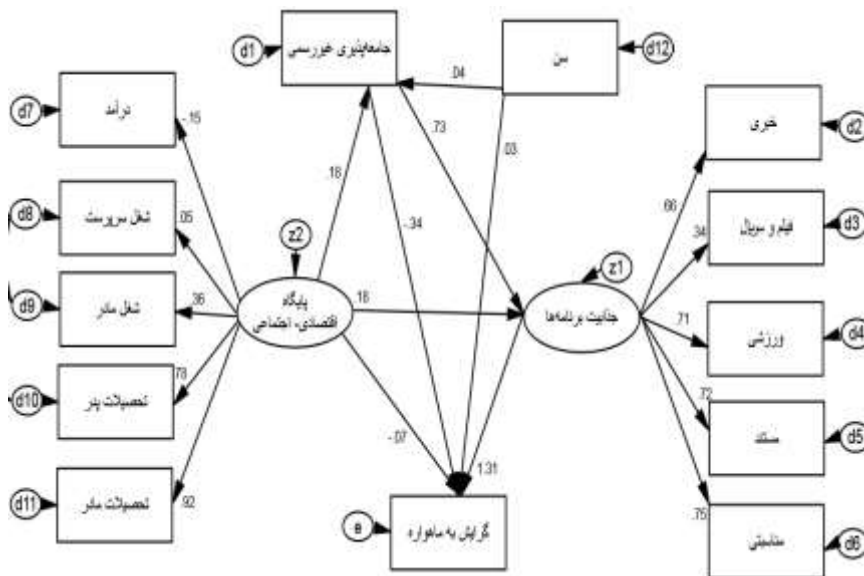 d1
جامعه‌پذیری غیررسمی
سن
d12
d7
درآمد
-.15
.04
.73
.03
خبری
d2
d8
شغل سرپرست
.05
.18
-.34
.66
فیلم و سریال
d3
.34
z2
z1
d9
شغل مادر
.36
پایگاه
اقتصادی- اجتماعی
.18
جذابیت برنامه‌ها
.71
ورزشی
d4
d10
تحصیلات پدر
.78
.72
مستند
d5
-.07
1.31
d11
تحصیلات مادر
.92
e
گرایش به ماهواره
.75
مناسبتی
d6